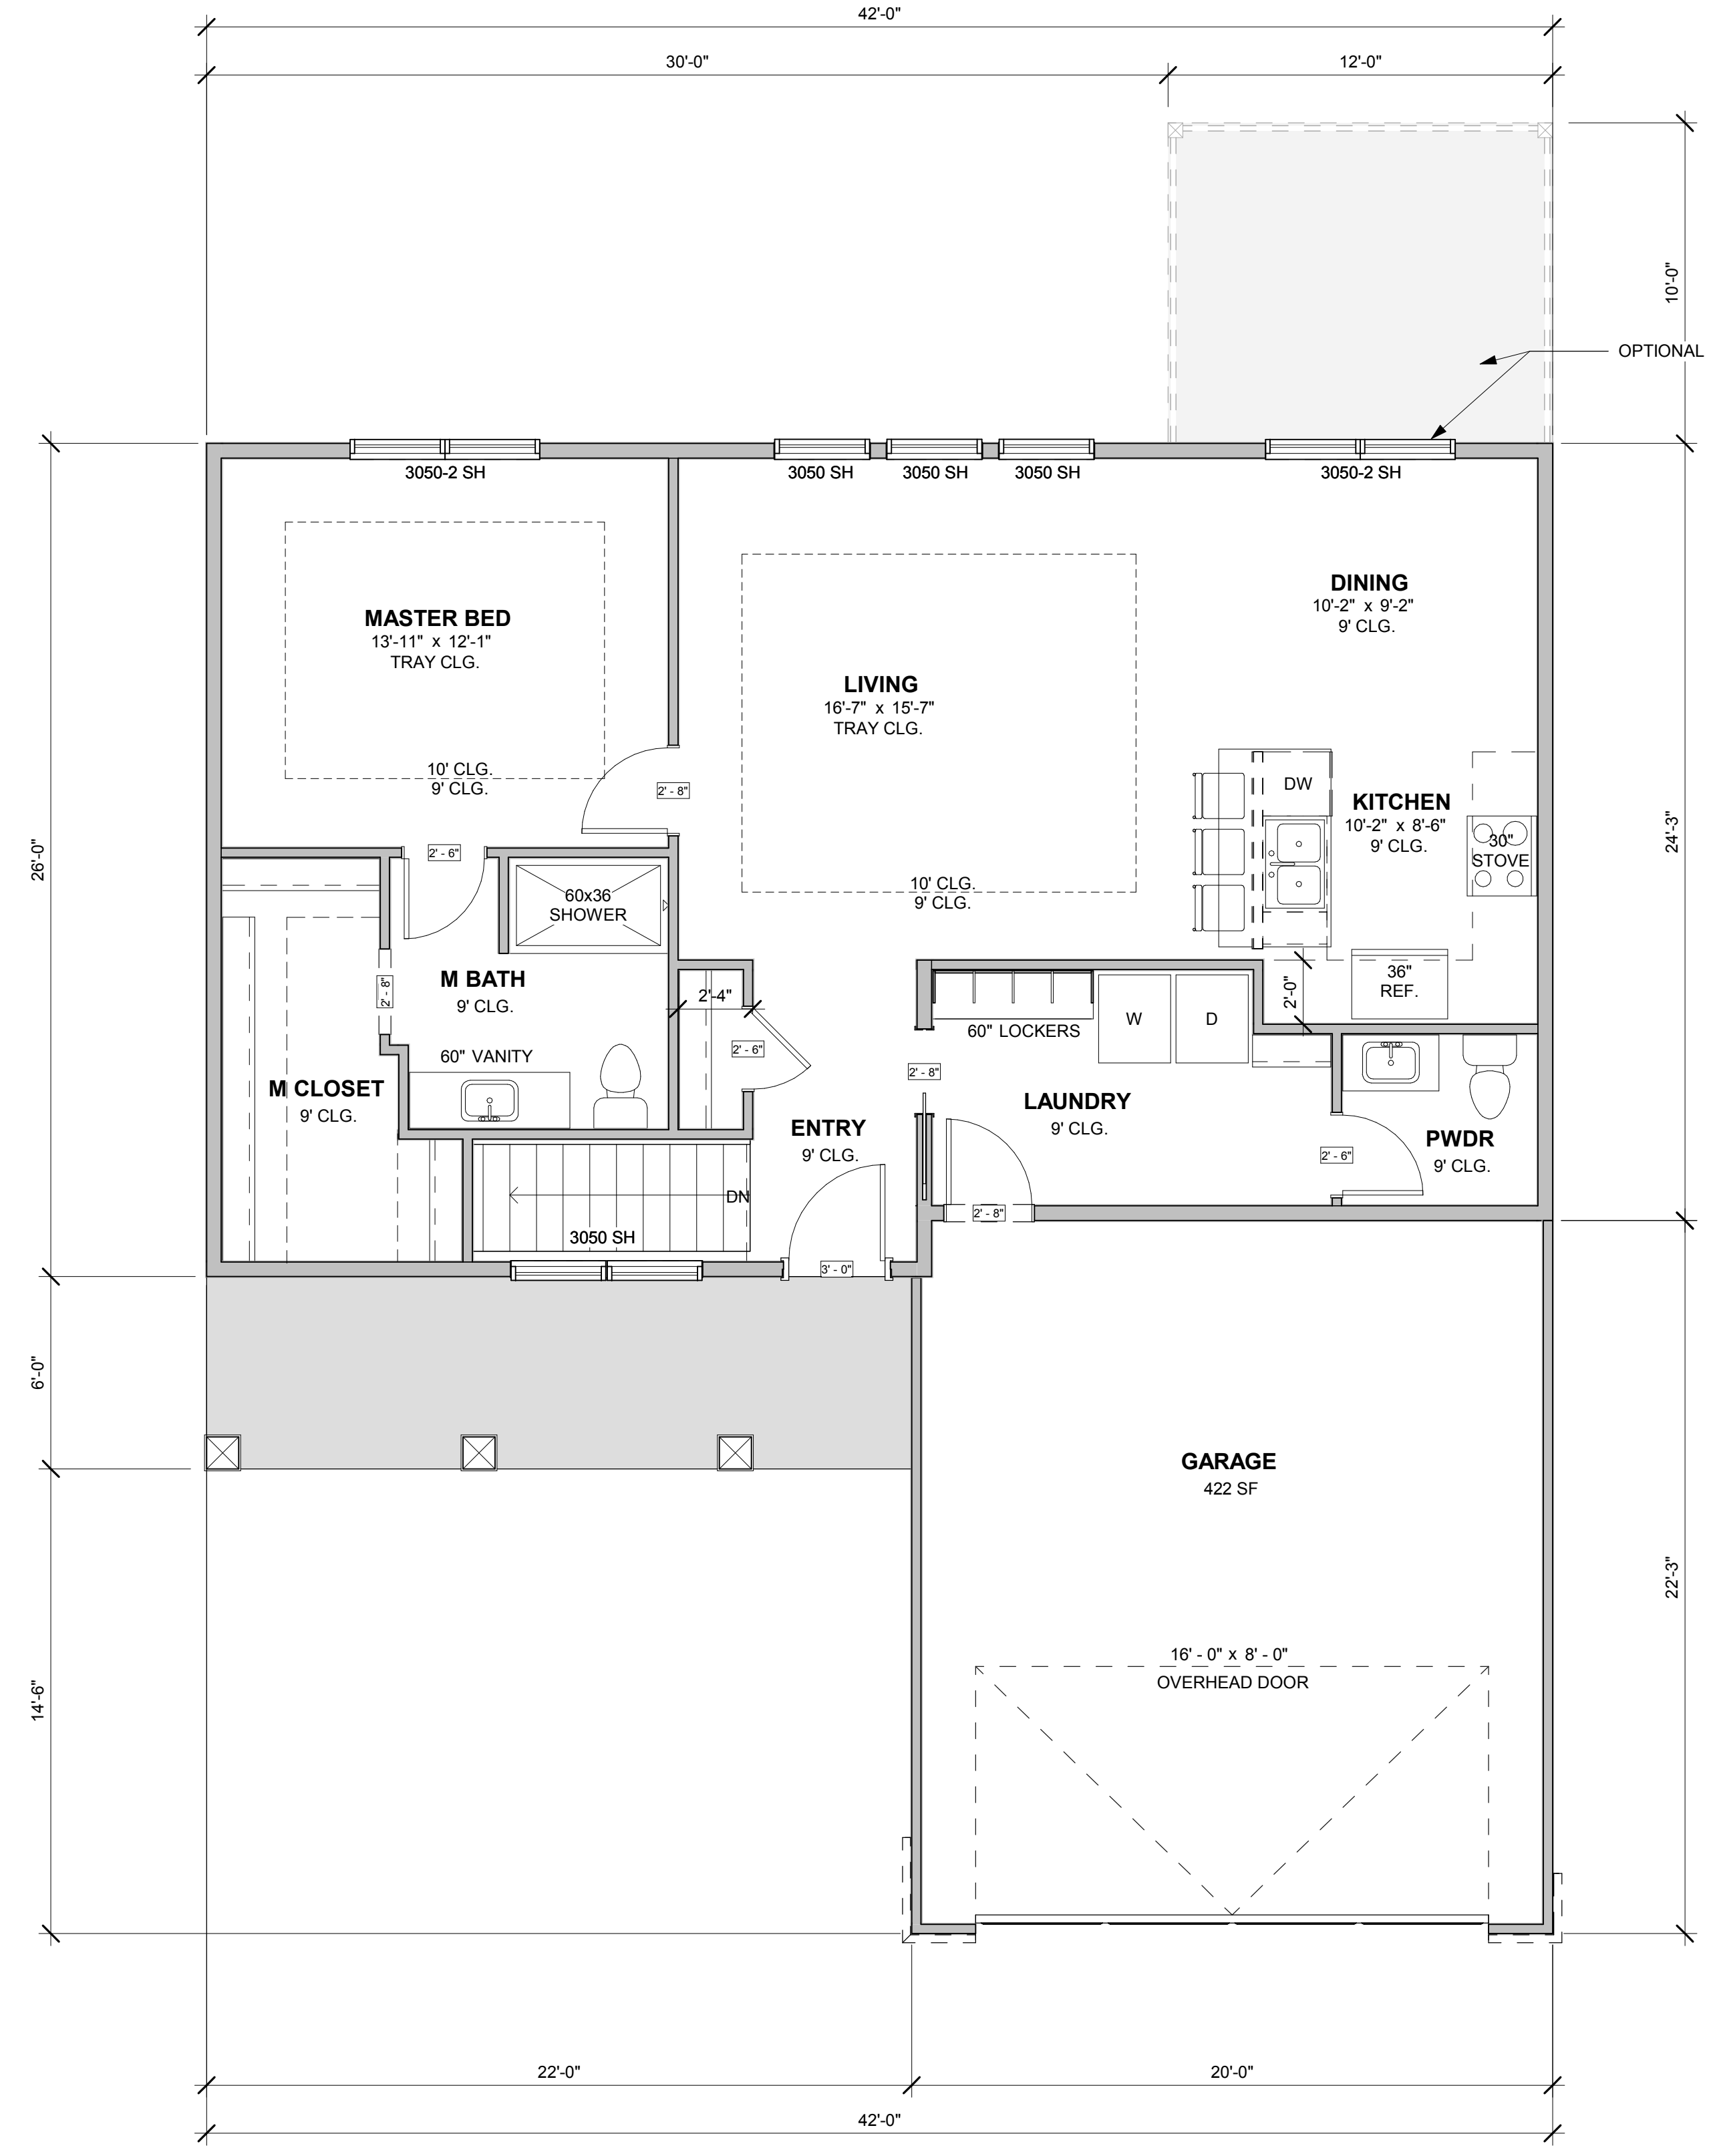 42'-0"
30'-0"
12'-0"
10'-0"
OPTIONAL
3050-2 SH
3050 SH
3050 SH
3050 SH
3050-2 SH
MASTER BED
13'-11" x 12'-1"
TRAY CLG.
10' CLG.
9' CLG.
LIVING
16'-7" x 15'-7"
TRAY CLG.
10' CLG.
9' CLG.
DINING
10'-2" x 9'-2"
9' CLG.
KITCHEN
10'-2" x 8'-6"
9' CLG.
DW
30"
STOVE
36"
REF.
2'-0"
26'-0"
24'-3"
2' - 8"
2' - 6"
60x36
SHOWER
M BATH
9' CLG.
2' - 8"
60" VANITY
M CLOSET
9' CLG.
2'-4"
2' - 6"
ENTRY
9' CLG.
DN
3050 SH
3' - 0"
2' - 8"
60" LOCKERS
W
D
LAUNDRY
9' CLG.
2' - 8"
2' - 6"
PWDR
9' CLG.
6'-0"
14'-6"
GARAGE
422 SF
22'-3"
16' - 0" x 8' - 0"
OVERHEAD DOOR
22'-0"
20'-0"
42'-0"